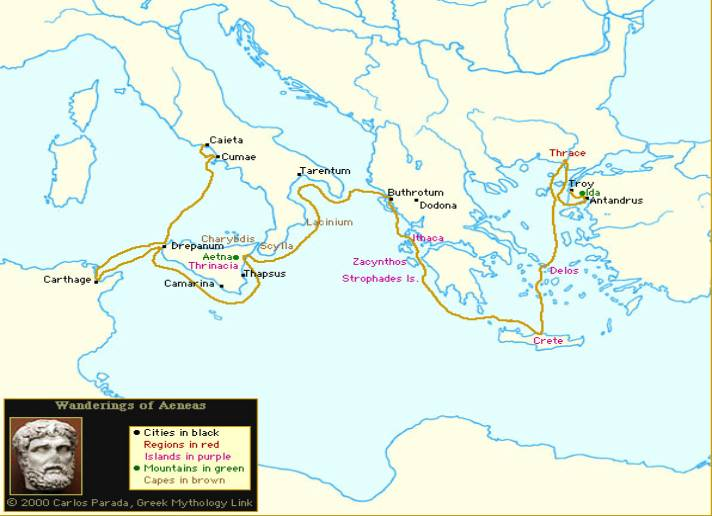 Caieta
Cumae
Thrace
Tarentum
Troy
Ida
Buthrotum
Antandrus
Dodona
Lacinium
Charybdis
Ithaca
Drepanum
Scylla
Aetna
Zacynthos
Thrinacia
Delos
Thapsus
Carthage
Camarina
Strophades Is.
Crete
Wanderings of Aeneas
Cities in black
Regions in red
Islands in purple
Mountains in green
Capes in brown
© 2000 Carlos Parada, Greek Mythology Link